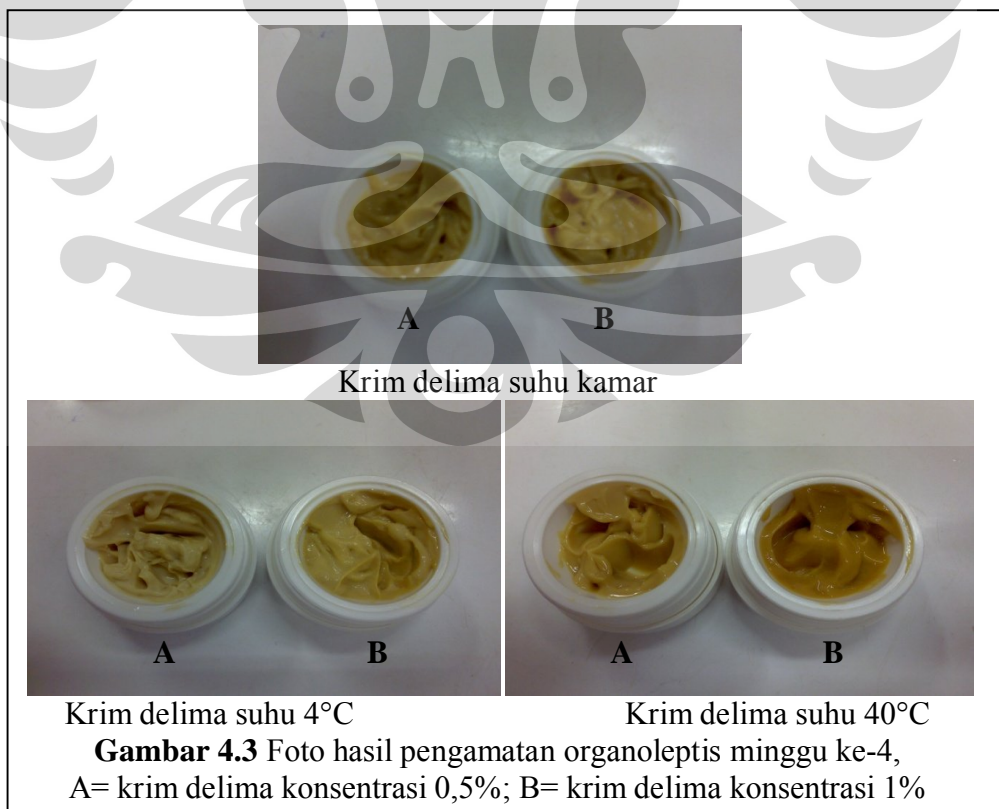 A B
Krim delima suhu kamar
A B
A B
Krim delima suhu 4°C Krim delima suhu 40°C
Gambar 4.3 Foto hasil pengamatan organoleptis minggu ke-4,
A= krim delima konsentrasi 0,5%; B= krim delima konsentrasi 1%